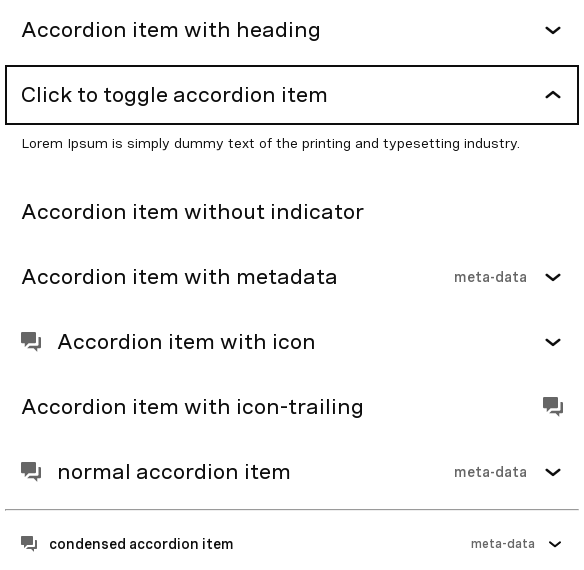 Accordion item with heading
Click to toggle accordion item
Lorem Ipsum is simply dummy text of the printing and typesetting industry.
Accordion item without indicator
Accordion item with metadata meta-data
Accordion item with icon
Accordion item with icon-trailing
normal accordion item meta-data
condensed accordion item meta-data